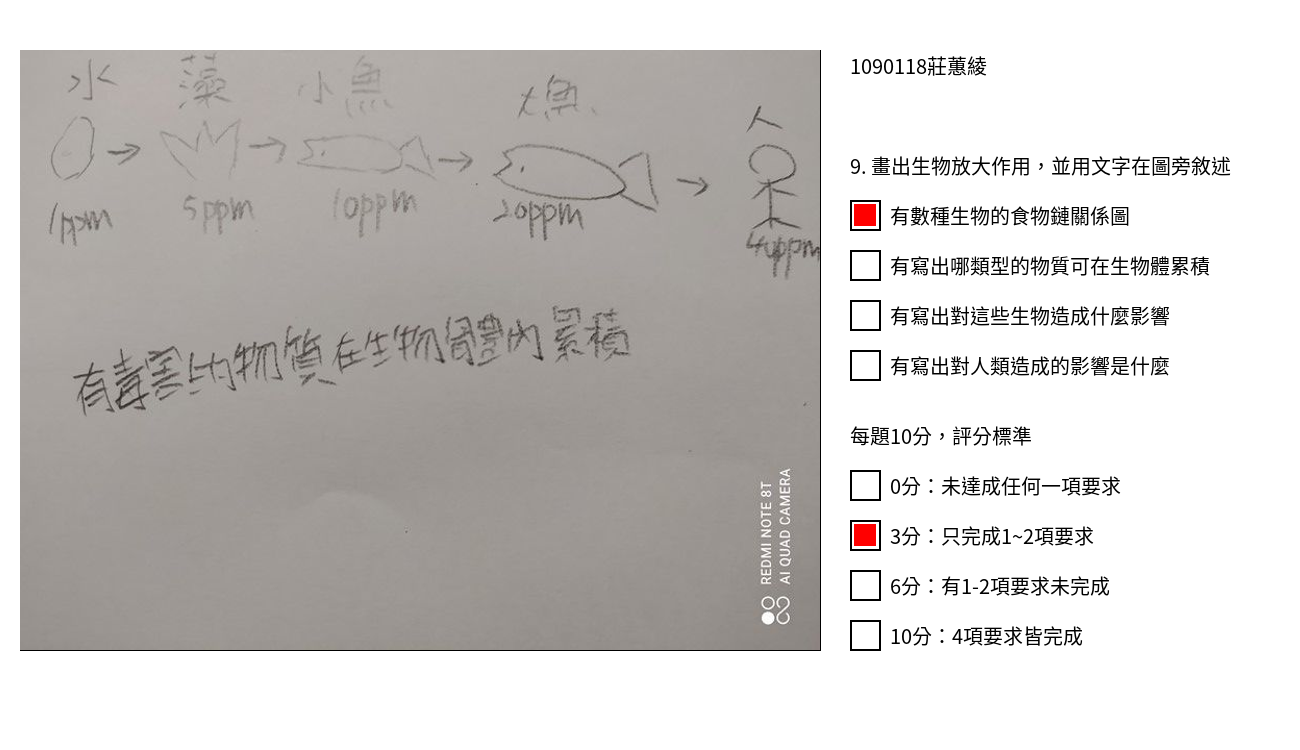 水 藻 小魚 大魚 人
1ppm 5ppm 10ppm 20ppm 40ppm
有毒害的物質在生物體內累積
REDMI NOTE 8T
AI QUAD CAMERA
1090118莊蕙綾
9. 畫出生物放大作用，並用文字在圖旁敘述
有數種生物的食物鏈關係圖
有寫出哪類型的物質可在生物體累積
有寫出對這些生物造成什麼影響
有寫出對人類造成的影響是什麼
每題10分，評分標準
0分：未達成任何一項要求
3分：只完成1~2項要求
6分：有1-2項要求未完成
10分：4項要求皆完成